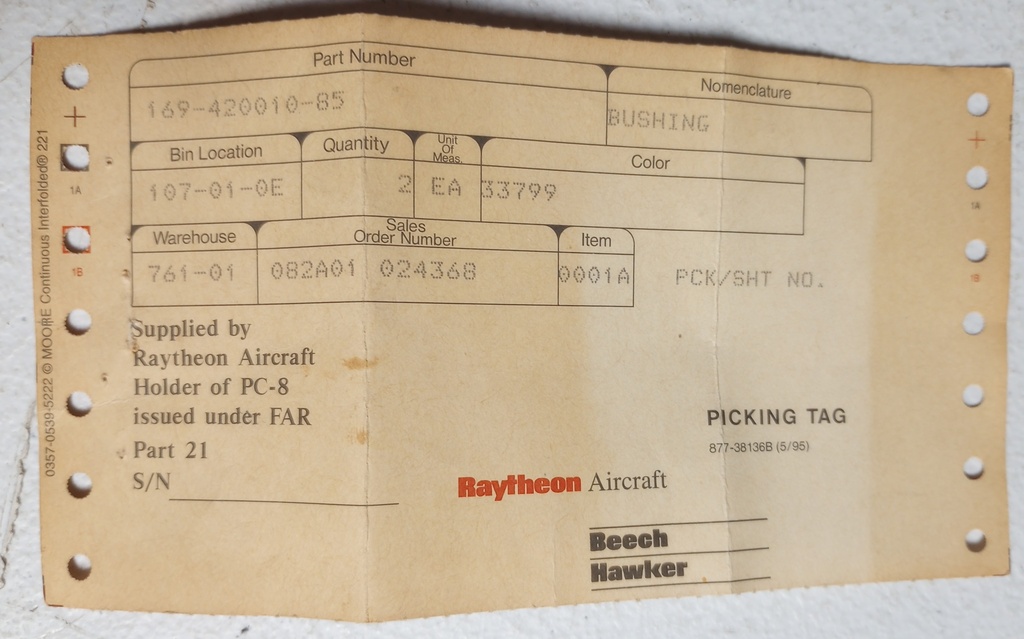 Part Number
Nomenclature
169-420010-85
BUSHING
Bin Location
Quantity
Unit
Of
Meas.
Color
107-01-0E
2
EA
33799
Warehouse
Sales
Order Number
Item
761-01
082A01 024368
0001A
PCK/SHT NO.
Supplied by
Raytheon Aircraft
Holder of PC-8
issued under FAR
Part 21
S/N
PICKING TAG
877-38136B (5/95)
Raytheon Aircraft
Beech
Hawker
0357-0539-5222 © MOORE Continuous Interfolded® 221
1A
1B
1A
1B